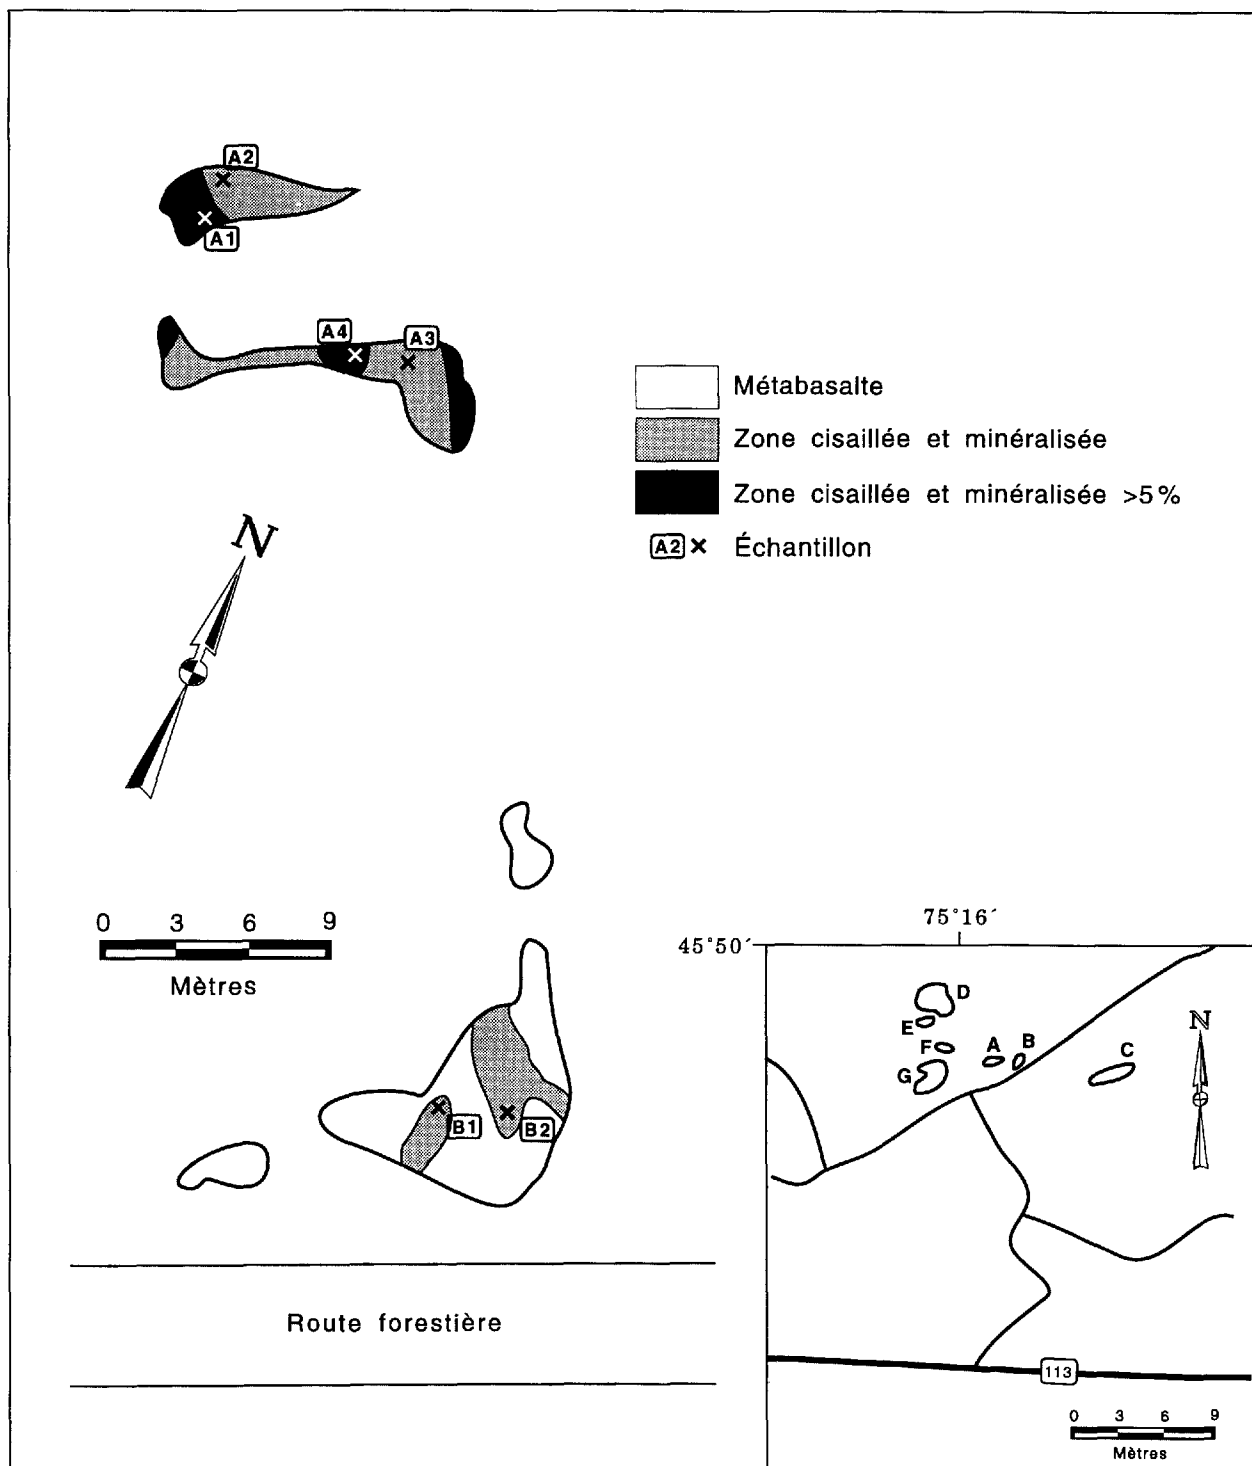 A2
A1
A4
A3
Métabasalte
Zone cisaillée et minéralisée
Zone cisaillée et minéralisée >5%
A2 Échantillon
N
0 3 6 9
Mètres
B1
B2
Route forestière
75°16′
45°50′
D
E
F
A
B
G
C
N
113
0 3 6 9
Mètres